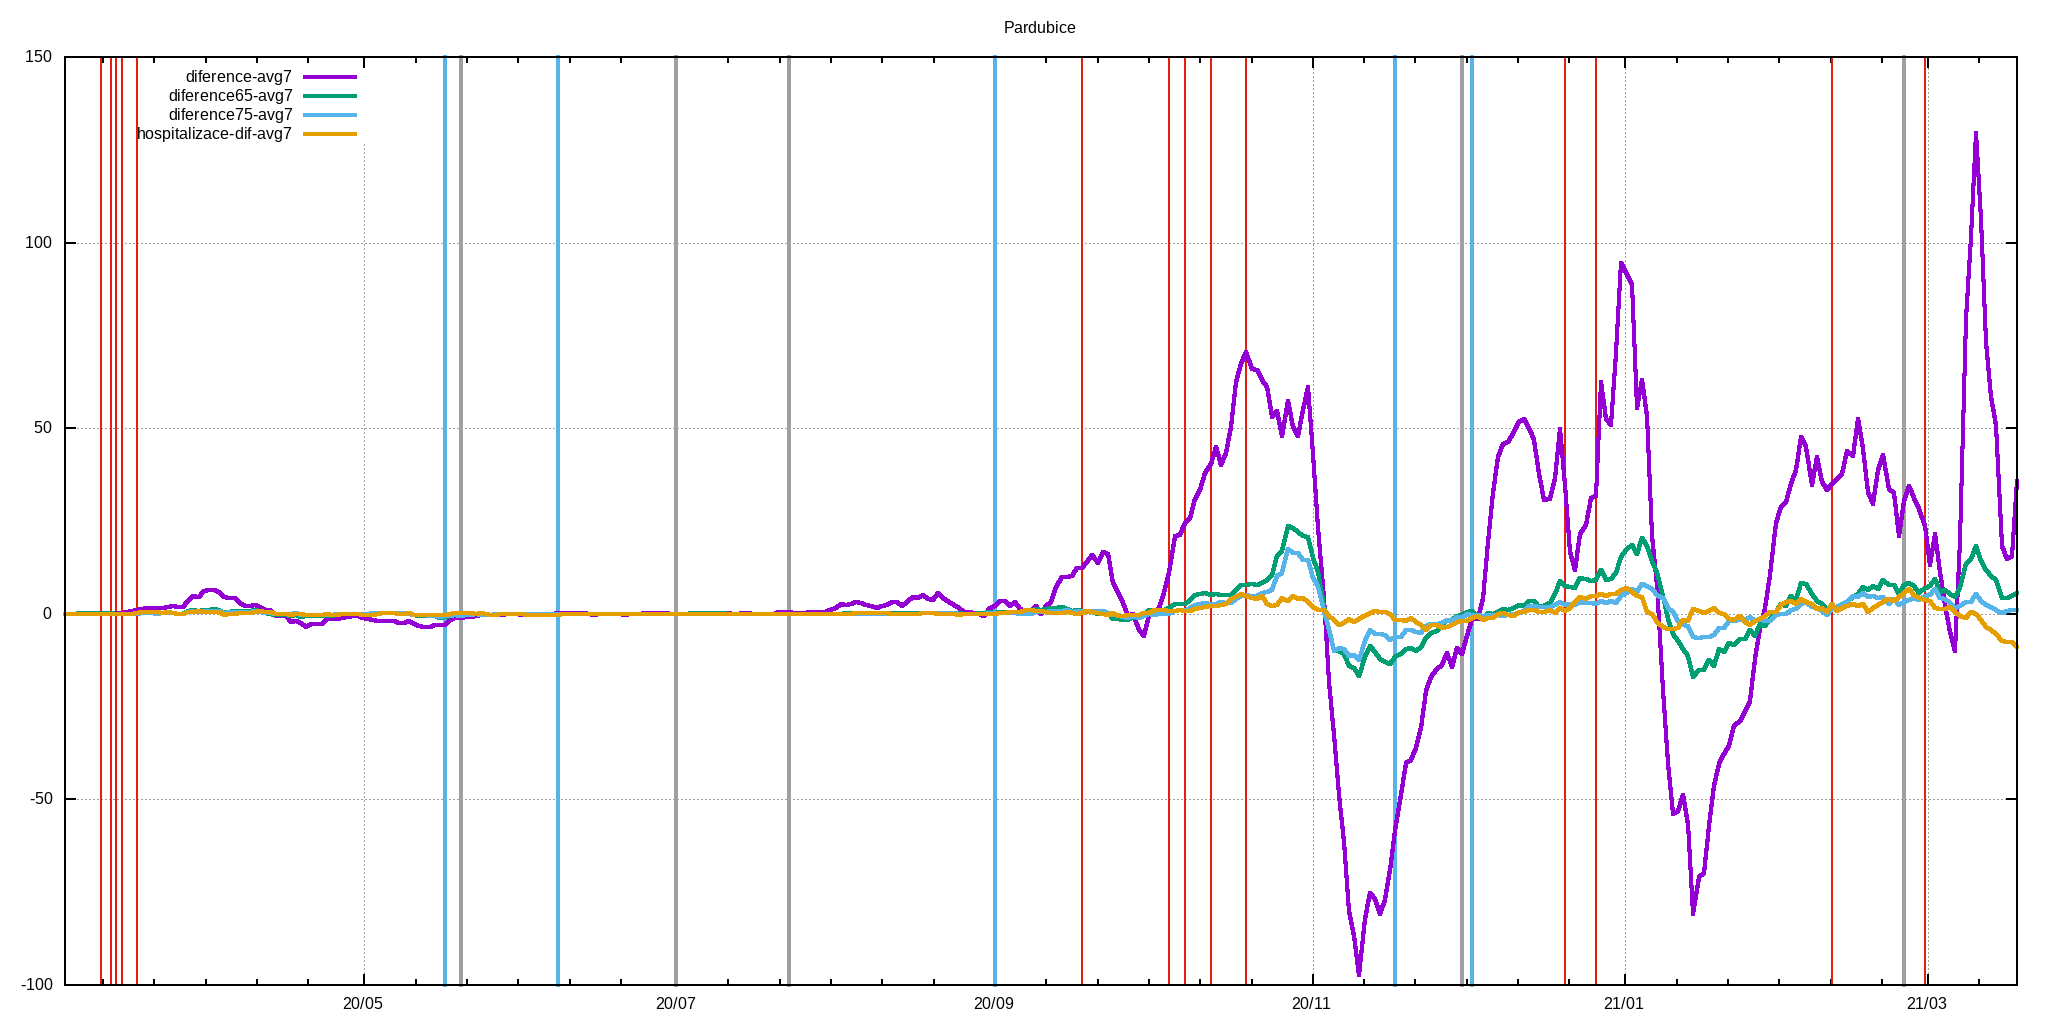 Pardubice
150
diference-avg7
diference65-avg7
diference75-avg7
hospitalizace-dif-avg7
100
50
0
-50
-100
20/05 20/07 20/09 20/11 21/01 21/03